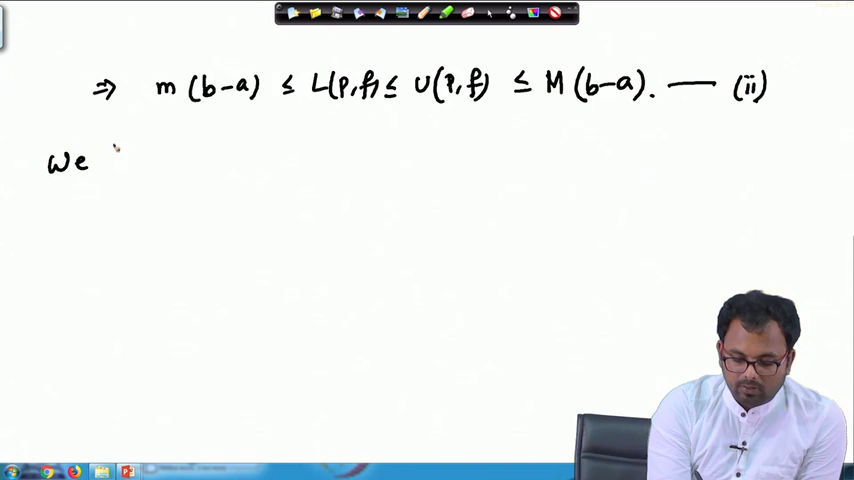 ⇒ m (b-a) ≤ L(P,f) ≤ U(P,f) ≤ M (b-a). —— (ii)
We